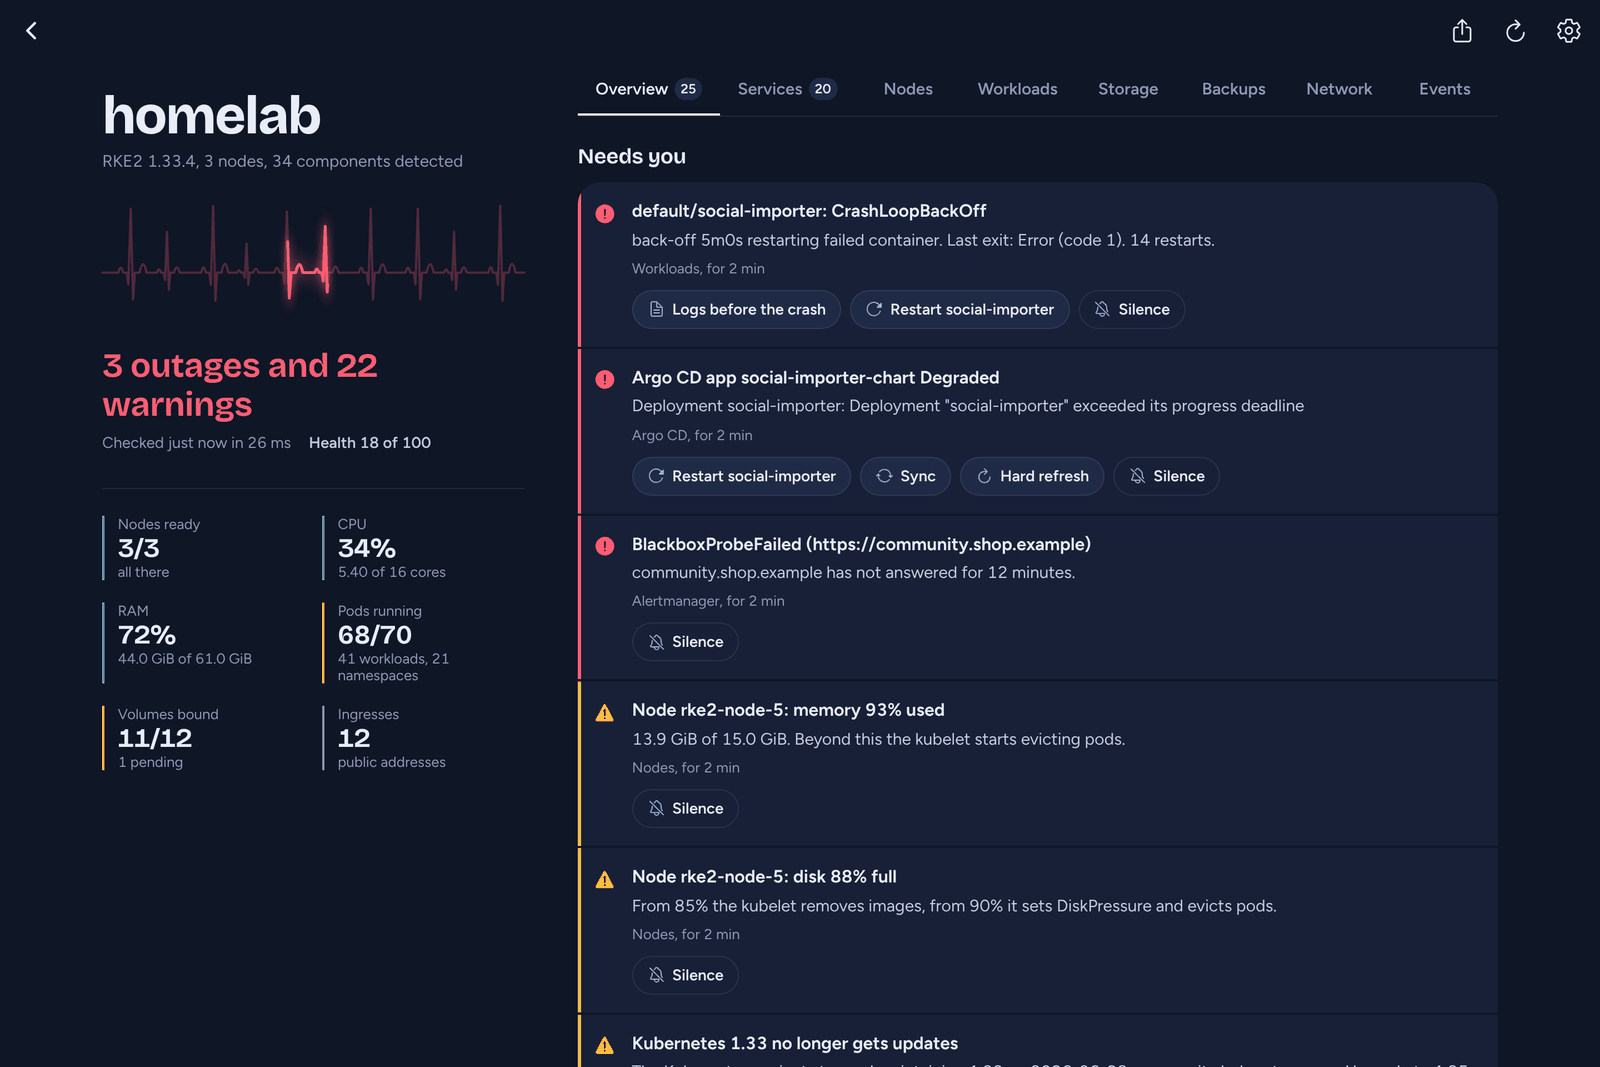 homelab
RKE2 1.33.4, 3 nodes, 34 components detected
3 outages and 22
warnings
Checked just now in 26 ms Health 18 of 100
Nodes ready
3/3
all there
CPU
34%
5.40 of 16 cores
RAM
72%
44.0 GiB of 61.0 GiB
Pods running
68/70
41 workloads, 21
namespaces
Volumes bound
11/12
1 pending
Ingresses
12
public addresses
Overview 25 Services 20 Nodes Workloads Storage Backups Network Events
Needs you
default/social-importer: CrashLoopBackOff
back-off 5m0s restarting failed container. Last exit: Error (code 1). 14 restarts.
Workloads, for 2 min
Logs before the crash Restart social-importer Silence
Argo CD app social-importer-chart Degraded
Deployment social-importer: Deployment "social-importer" exceeded its progress deadline
Argo CD, for 2 min
Restart social-importer Sync Hard refresh Silence
BlackboxProbeFailed (https://community.shop.example)
community.shop.example has not answered for 12 minutes.
Alertmanager, for 2 min
Silence
Node rke2-node-5: memory 93% used
13.9 GiB of 15.0 GiB. Beyond this the kubelet starts evicting pods.
Nodes, for 2 min
Silence
Node rke2-node-5: disk 88% full
From 85% the kubelet removes images, from 90% it sets DiskPressure and evicts pods.
Nodes, for 2 min
Silence
Kubernetes 1.33 no longer gets updates